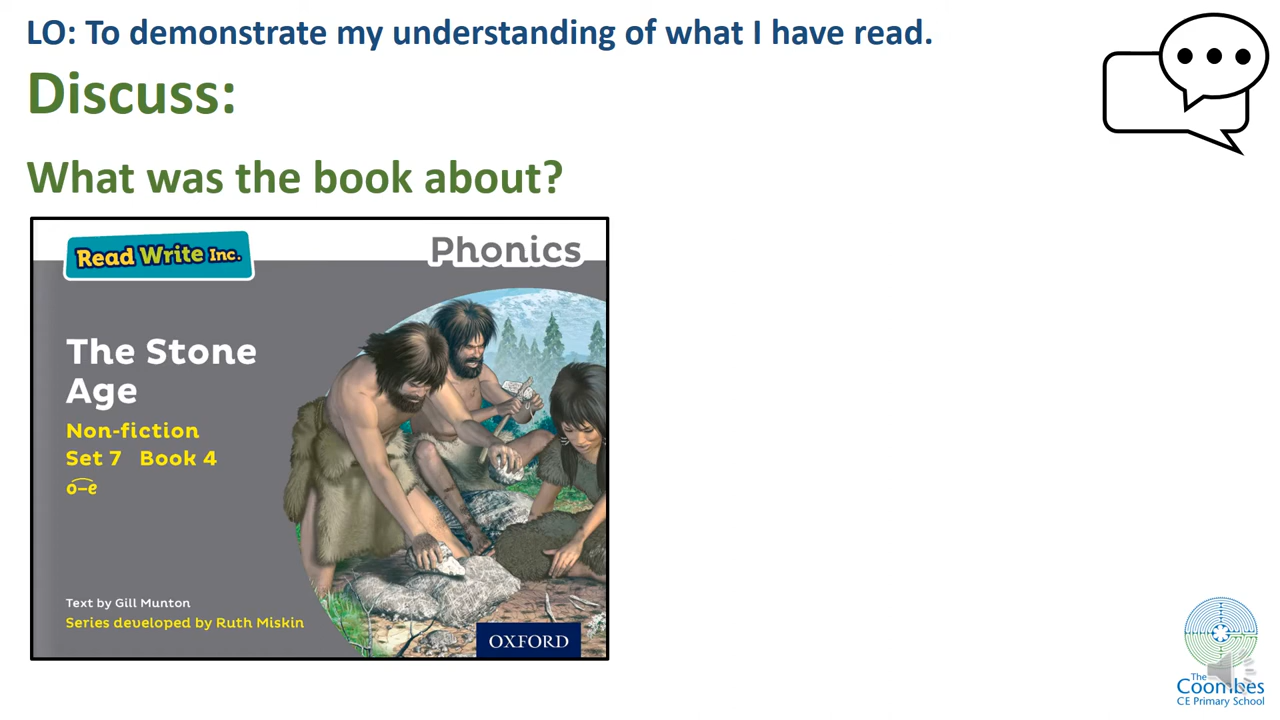 LO: To demonstrate my understanding of what I have read.
Discuss:
What was the book about?
Read Write Inc.
Phonics
The Stone
Age
Non-fiction
Set 7 Book 4
o-e
Text by Gill Munton
Series developed by Ruth Miskin
OXFORD
The
Coombes
CE Primary School